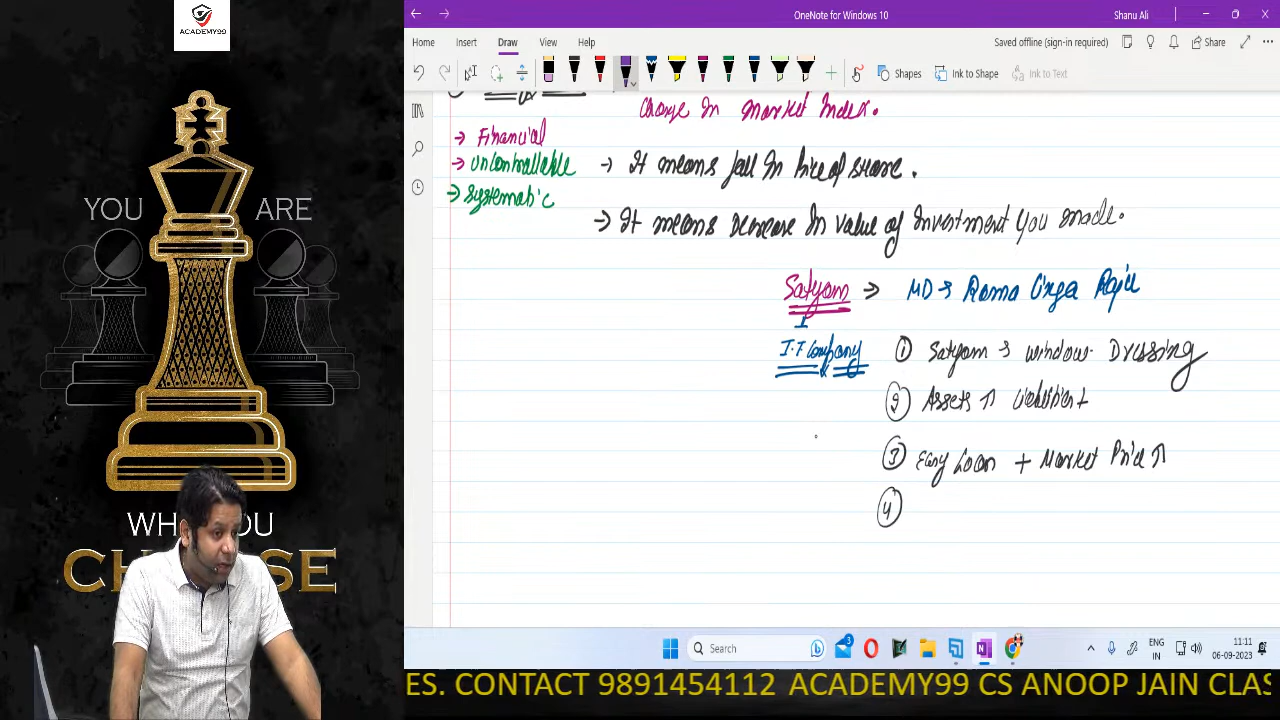 ACADEMY99
YOU ARE
WH YOU
CH SE
OneNote for Windows 10
Shanu Ali
Home Insert Draw View Help
Saved offline (sign-in required)
Share
Shapes
Ink to Shape
Ink to Text
Change In Market Index.
→ Financial
→ Uncontrollable
→ Systematic
→ It means fall In Price of share.
→ It means Decrease In value of Investment you made.
Satyam → MD → Rama Raju
I.T Company
① Satyam → window Dressing
② Assets ↑
③ Easy Loan + Market Price ↑
④
Search
3
ENG
IN
11:11
06-09-2023
ES. CONTACT 9891454112 ACADEMY99 CS ANOOP JAIN CLAS